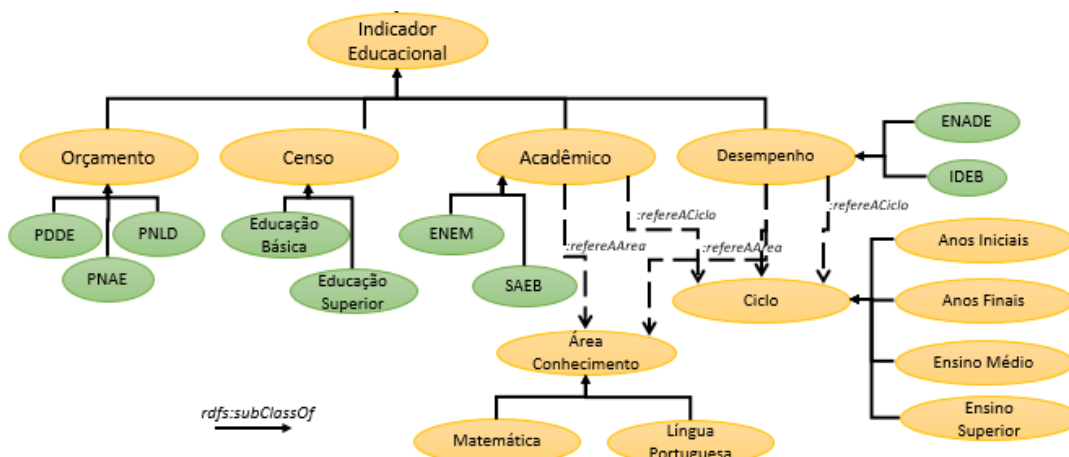 Indicador
Educacional
Orçamento
Censo
Acadêmico
Desempenho
ENADE
IDEB
PDDE
PNLD
PNAE
Educação
Básica
Educação
Superior
ENEM
SAEB
:refereACiclo
:refereACiclo
:refereAArea
:refereAArea
Anos Iniciais
Ciclo
Anos Finais
Área
Conhecimento
Ensino Médio
Ensino
Superior
rdfs:subClassOf
Matemática
Língua
Portuguesa